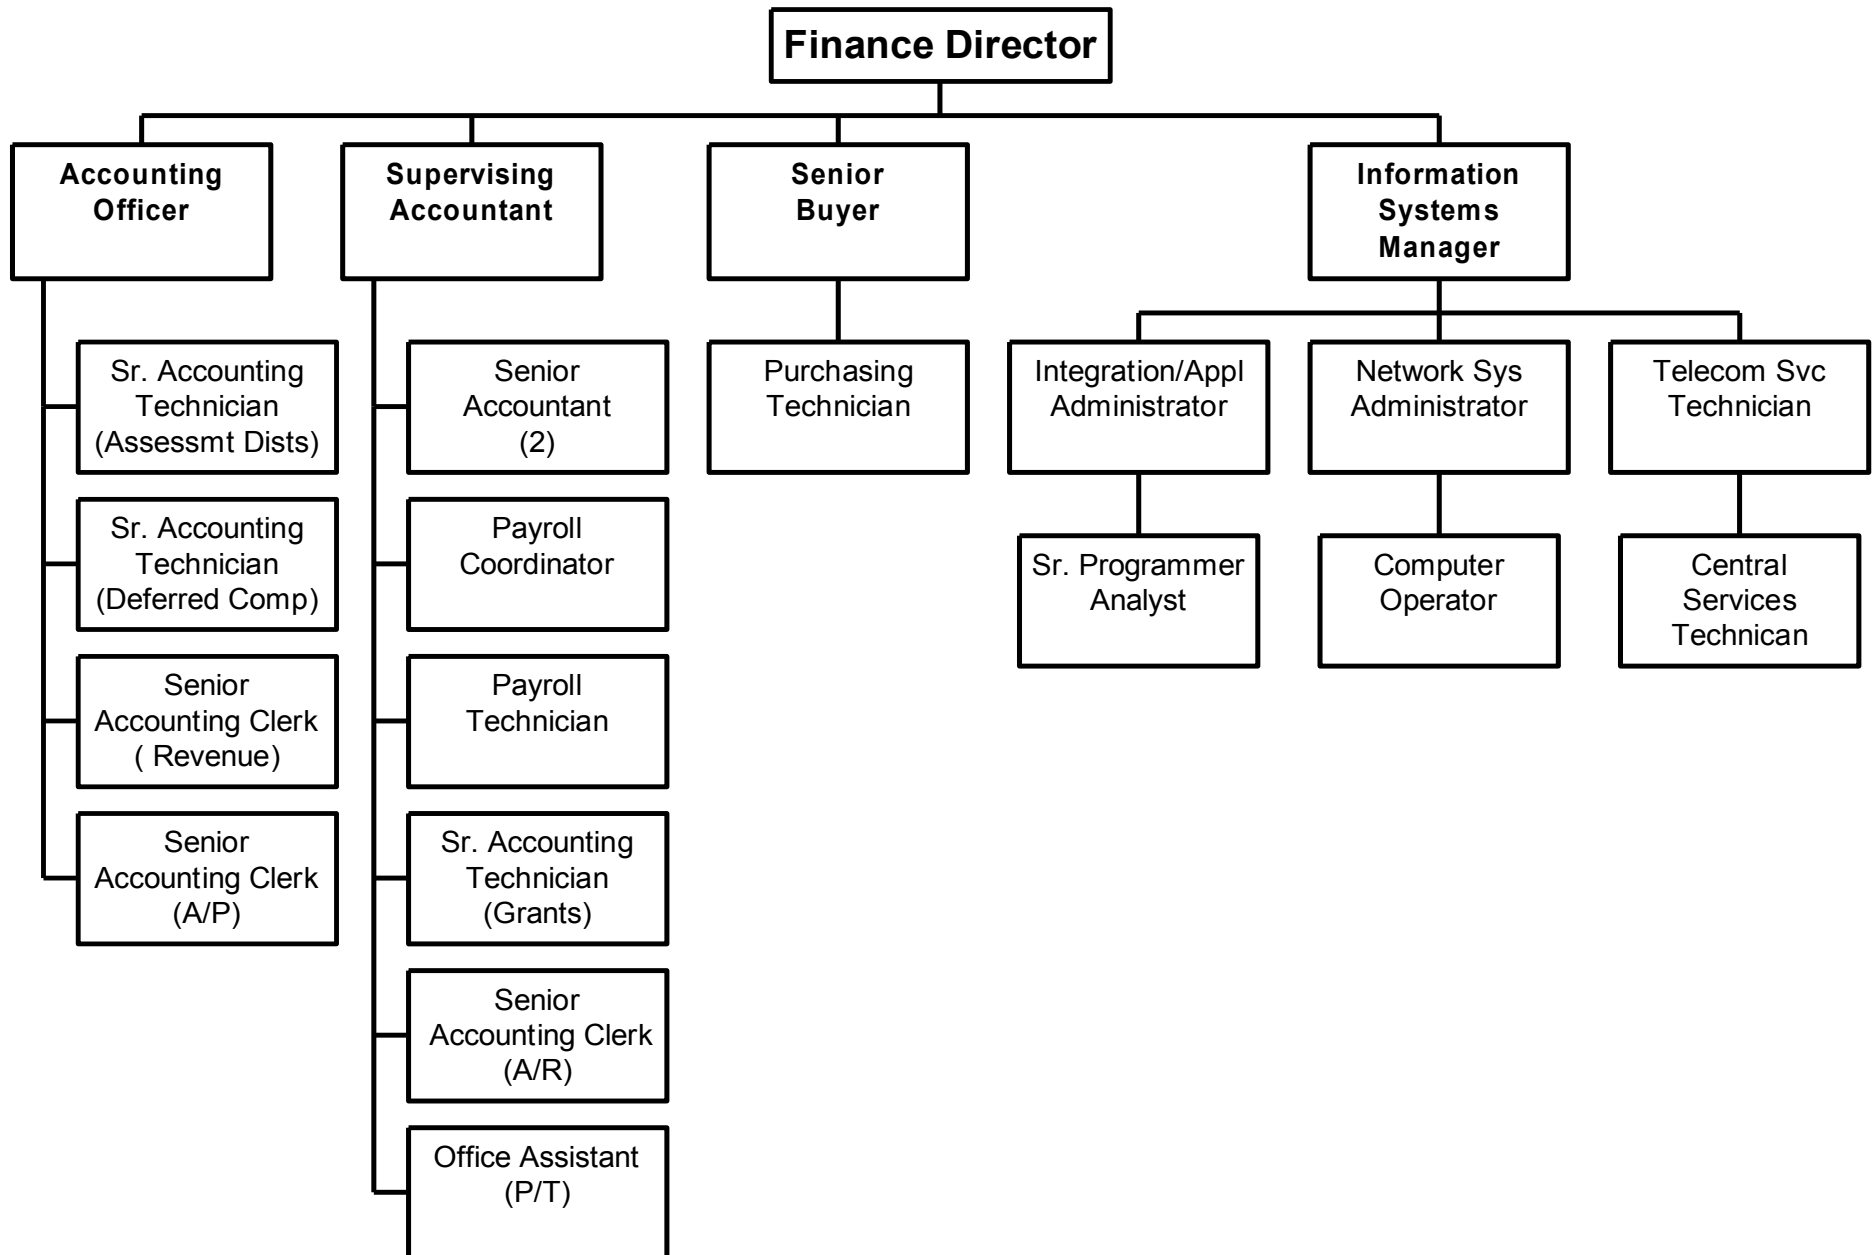 Finance Director
Accounting
Officer
Supervising
Accountant
Senior
Buyer
Information
Systems
Manager
Sr. Accounting
Technician
(Assessmt Dists)
Sr. Accounting
Technician
(Deferred Comp)
Senior
Accounting Clerk
( Revenue)
Senior
Accounting Clerk
(A/P)
Senior
Accountant
(2)
Payroll
Coordinator
Payroll
Technician
Sr. Accounting
Technician
(Grants)
Senior
Accounting Clerk
(A/R)
Office Assistant
(P/T)
Purchasing
Technician
Integration/Appl
Administrator
Sr. Programmer
Analyst
Network Sys
Administrator
Computer
Operator
Telecom Svc
Technician
Central
Services
Technican